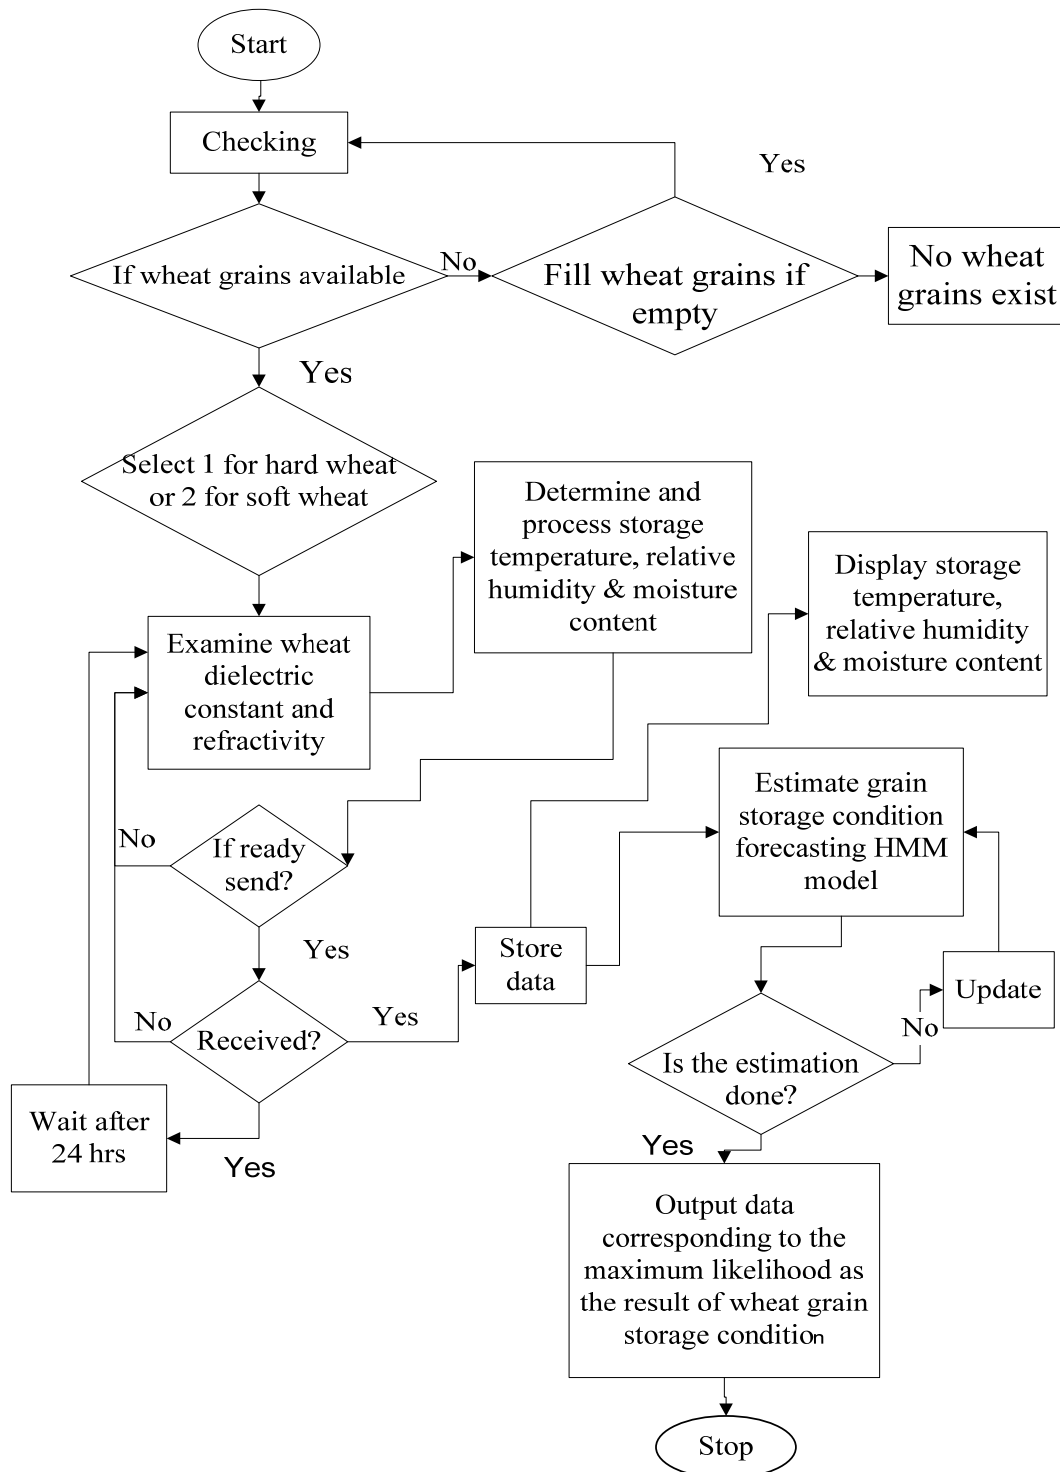 Start
Checking
Yes
If wheat grains available
No
Fill wheat grains if
empty
No wheat
grains exist
Yes
Select 1 for hard wheat
or 2 for soft wheat
Determine and
process storage
temperature, relative
humidity & moisture
content
Display storage
temperature,
relative humidity
& moisture content
Examine wheat
dielectric
constant and
refractivity
Estimate grain
storage condition
forecasting HMM
model
No
If ready
send?
Yes
Store
data
Update
No
Received?
Yes
No
Is the estimation
done?
Wait after
24 hrs
Yes
Yes
Output data
corresponding to the
maximum likelihood as
the result of wheat grain
storage condition
Stop